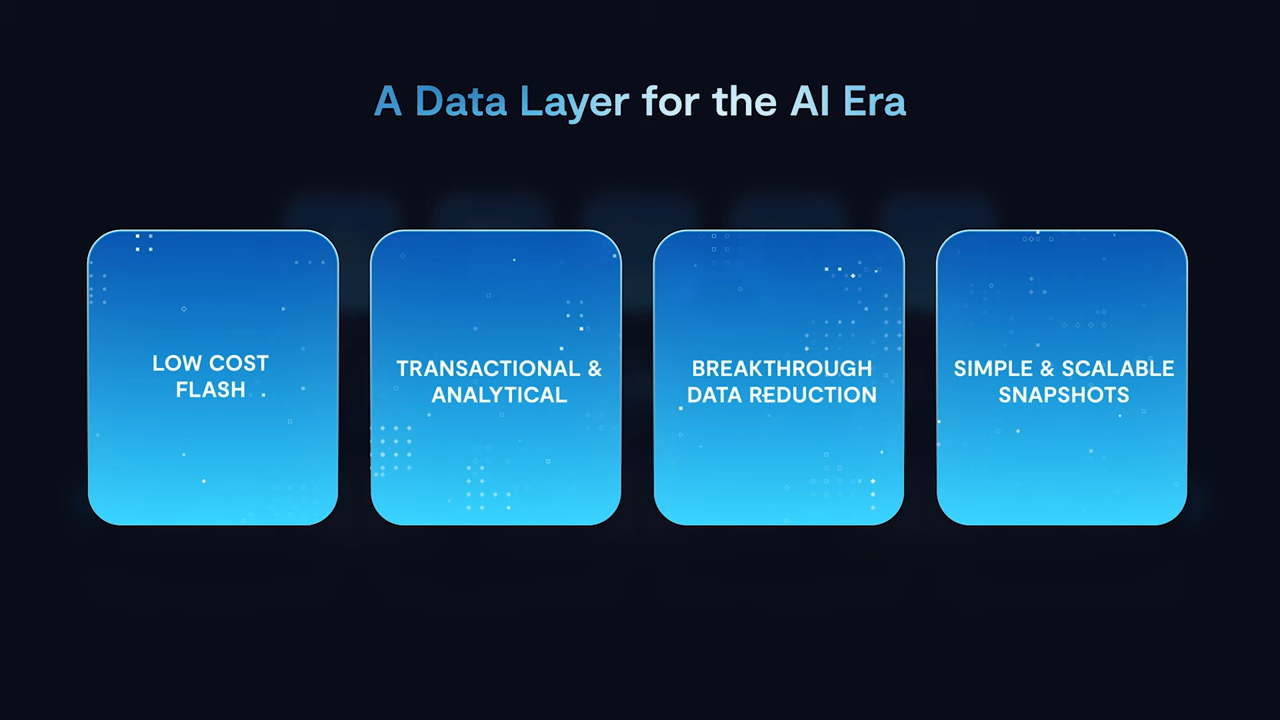 A Data Layer for the AI Era
LOW COST
FLASH
TRANSACTIONAL &
ANALYTICAL
BREAKTHROUGH
DATA REDUCTION
SIMPLE & SCALABLE
SNAPSHOTS